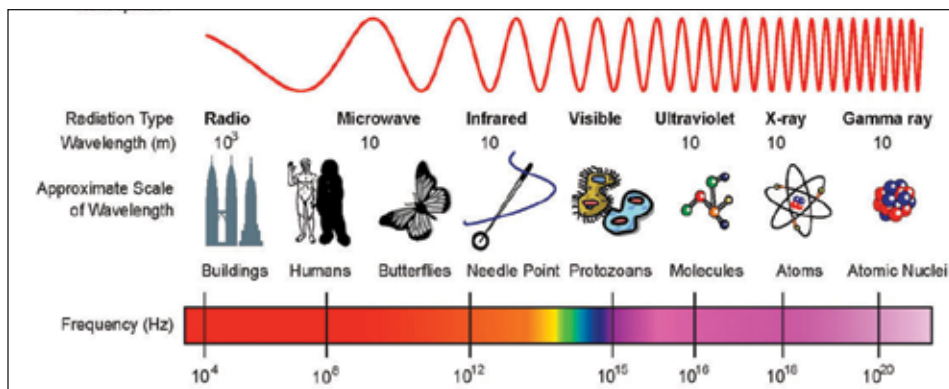 Radiation Type Radio Microwave Infrared Visible Ultraviolet X-ray Gamma ray
Wavelength (m) 10³ 10 10 10 10 10
Approximate Scale
of Wavelength
Buildings Humans Butterflies Needle Point Protozoans Molecules Atoms Atomic Nuclei
Frequency (Hz)
10⁴ 10⁸ 10¹² 10¹⁵ 10¹⁶ 10¹⁸ 10²⁰